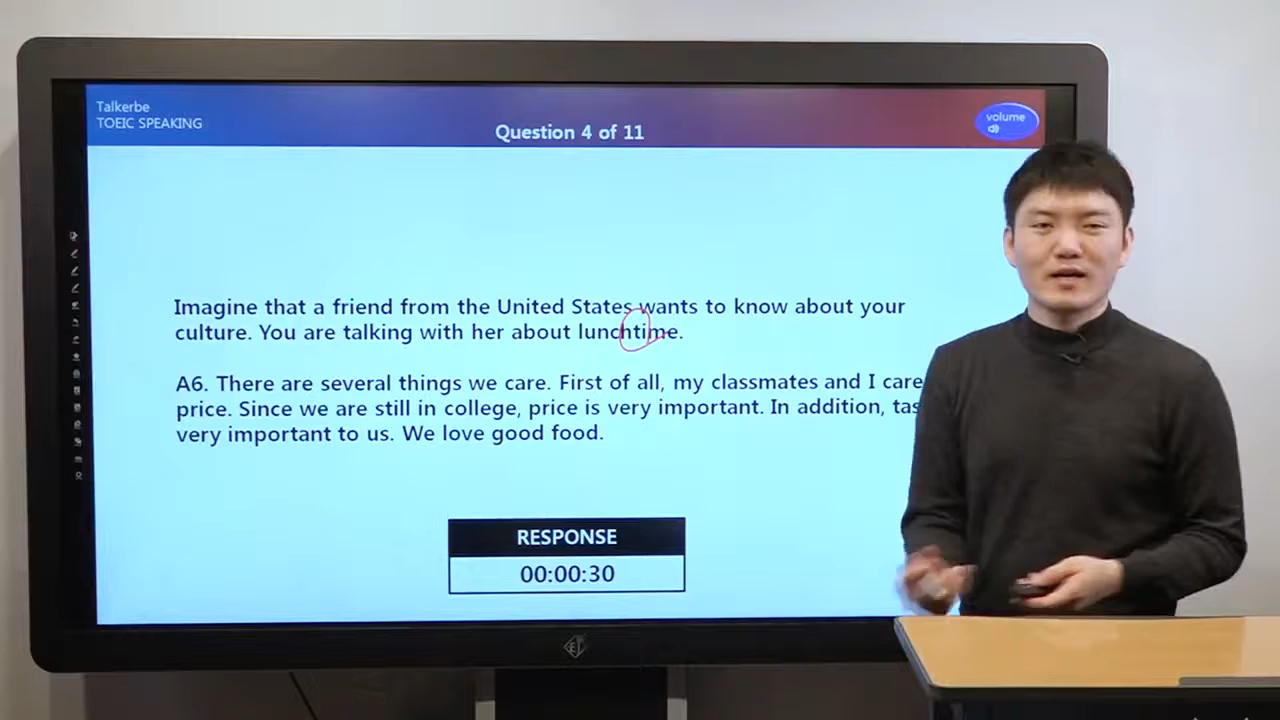 Talkerbe
TOEIC SPEAKING
Question 4 of 11
volume
Imagine that a friend from the United States wants to know about your
culture. You are talking with her about lunchtime.
A6. There are several things we care. First of all, my classmates and I care
price. Since we are still in college, price is very important. In addition,
very important to us. We love good food.
RESPONSE
00:00:30